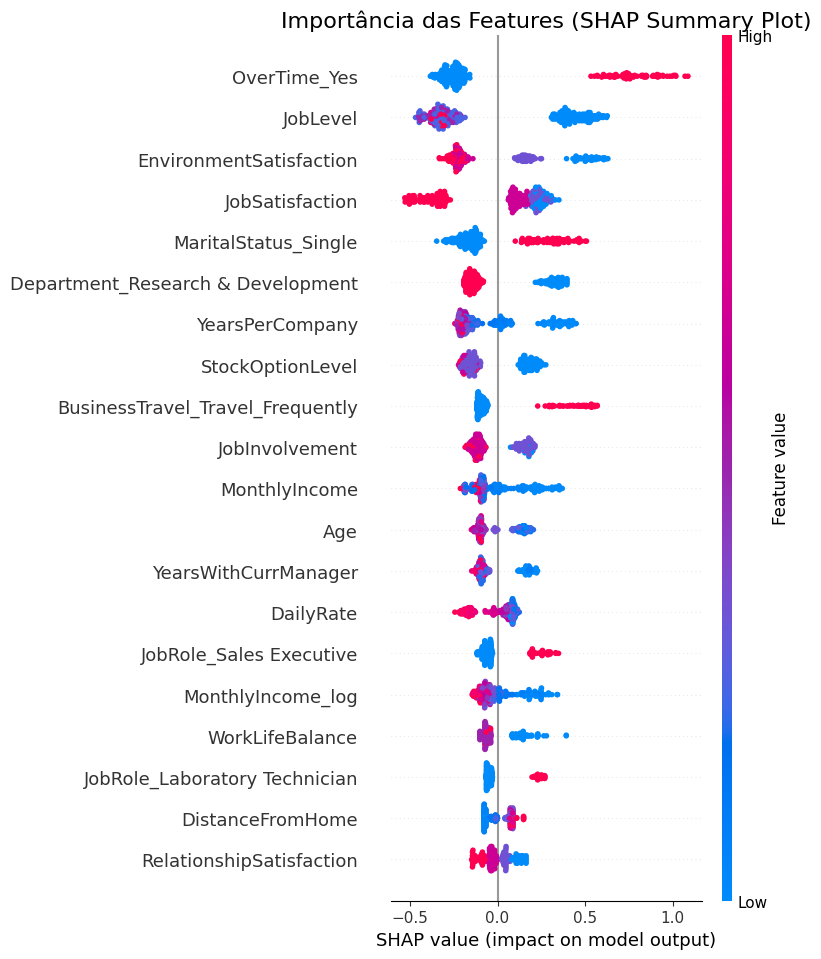 Importância das Features (SHAP Summary Plot)
High
OverTime_Yes
JobLevel
EnvironmentSatisfaction
JobSatisfaction
MaritalStatus_Single
Department_Research & Development
YearsPerCompany
StockOptionLevel
BusinessTravel_Travel_Frequently
JobInvolvement
MonthlyIncome
Age
YearsWithCurrManager
DailyRate
JobRole_Sales Executive
MonthlyIncome_log
WorkLifeBalance
JobRole_Laboratory Technician
DistanceFromHome
RelationshipSatisfaction
Feature value
Low
−0.5 0.0 0.5 1.0
SHAP value (impact on model output)